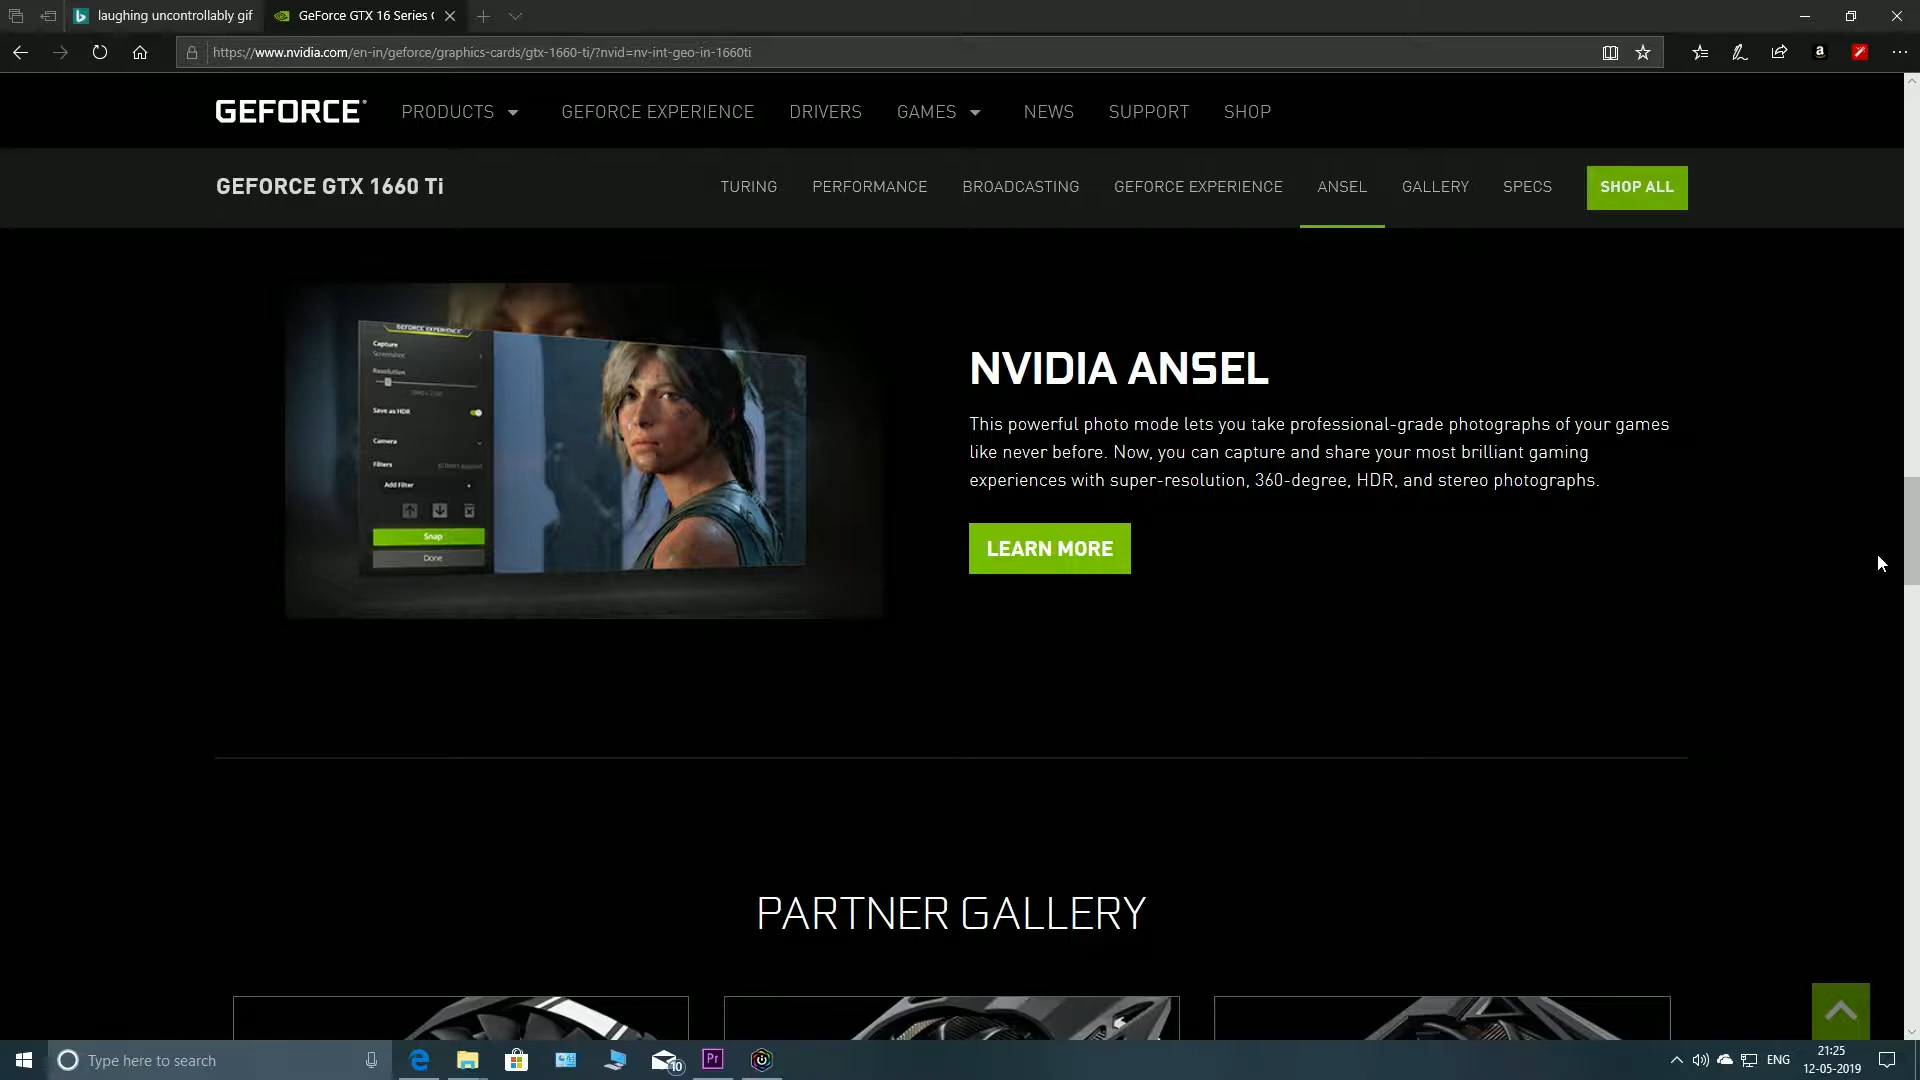 laughing uncontrollably gif
GeForce GTX 16 Series
https://www.nvidia.com/en-in/geforce/graphics-cards/gtx-1660-ti/?nvid=nv-int-geo-in-1660ti
GEFORCE
PRODUCTS
GEFORCE EXPERIENCE
DRIVERS
GAMES
NEWS
SUPPORT
SHOP
GEFORCE GTX 1660 Ti
TURING
PERFORMANCE
BROADCASTING
GEFORCE EXPERIENCE
ANSEL
GALLERY
SPECS
SHOP ALL
GEFORCE EXPERIENCE
Capture
Screenshot
Resolution
Save as HDR
Camera
Filters
Add Filter
Snap
Done
NVIDIA ANSEL
This powerful photo mode lets you take professional-grade photographs of your games
like never before. Now, you can capture and share your most brilliant gaming
experiences with super-resolution, 360-degree, HDR, and stereo photographs.
LEARN MORE
PARTNER GALLERY
Type here to search
10
Pr
ENG
21:25
12-05-2019